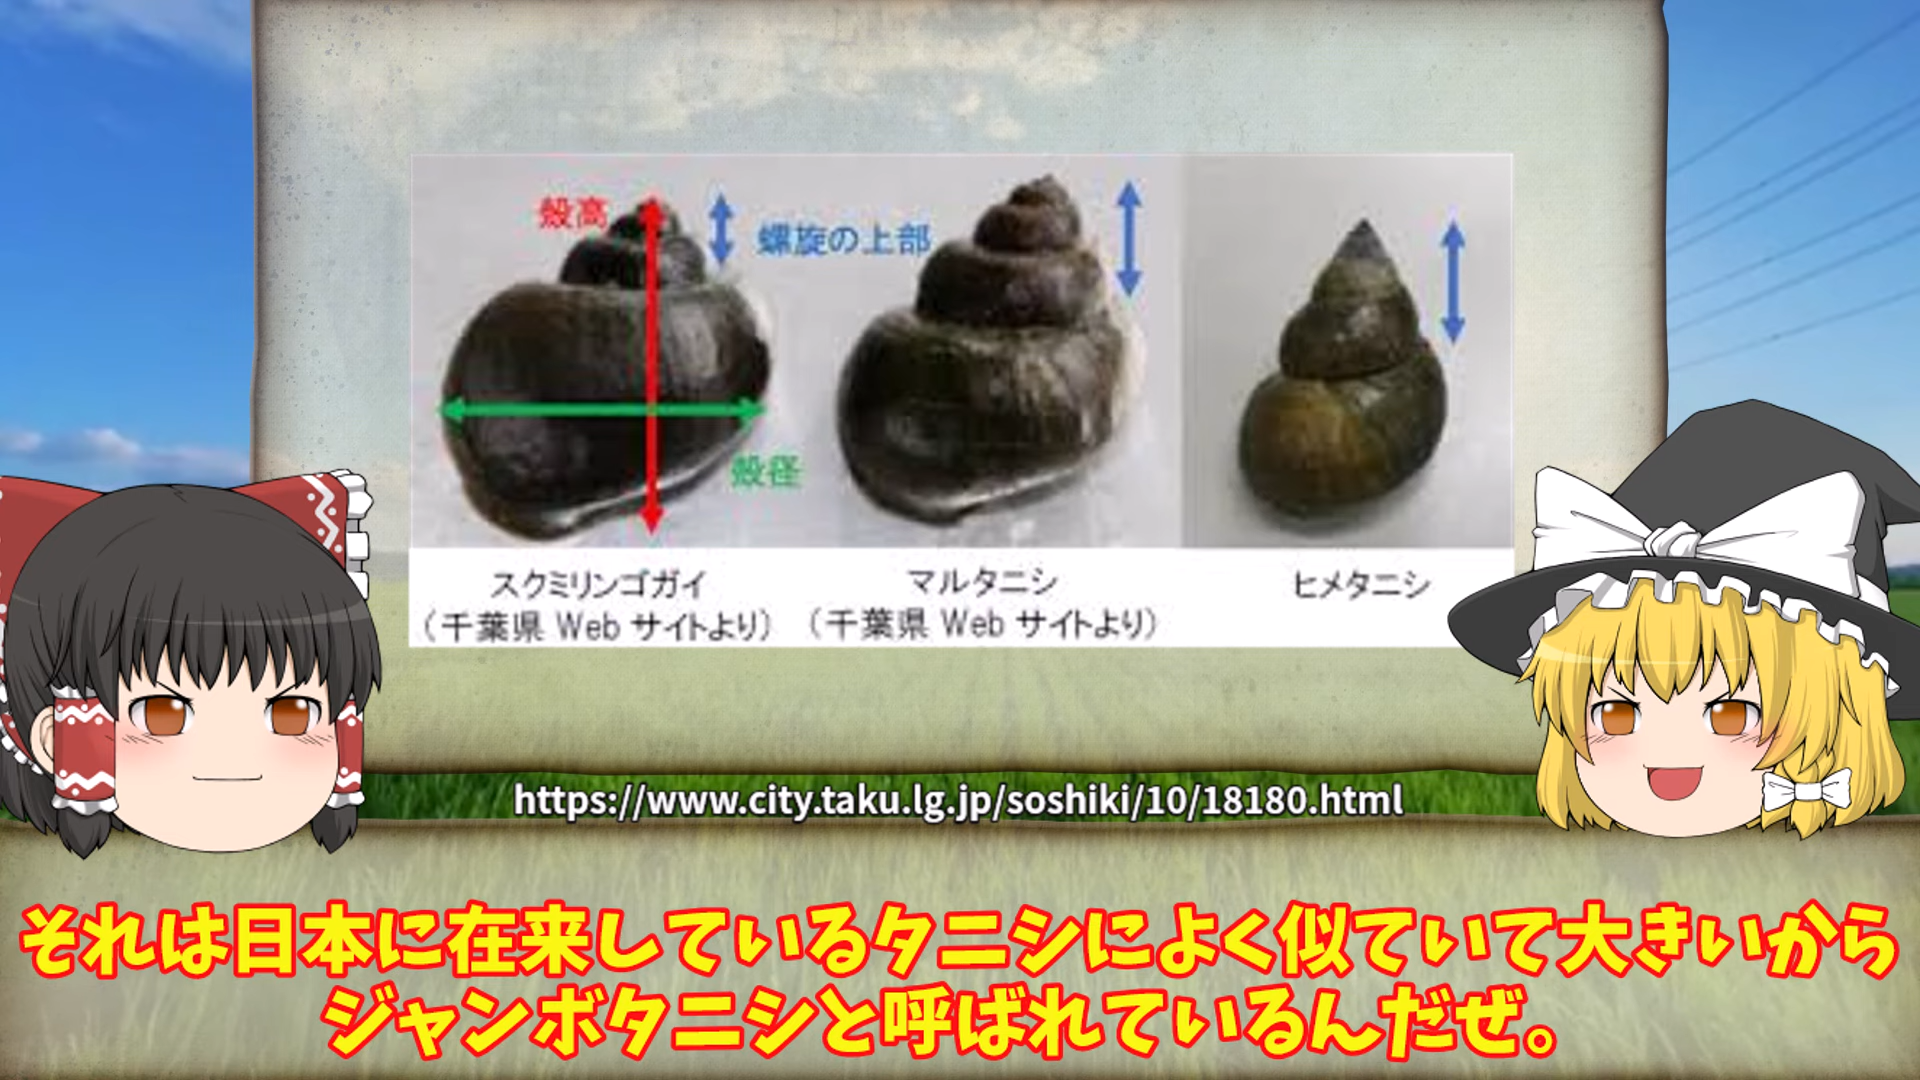 殻高
螺旋の上部
殻径
スクミリンゴガイ
（千葉県 Web サイトより）
マルタニシ
（千葉県 Web サイトより）
ヒメタニシ
https://www.city.taku.lg.jp/soshiki/10/18180.html
それは日本に在来しているタニシによく似ていて大きいから
ジャンボタニシと呼ばれているんだぜ。